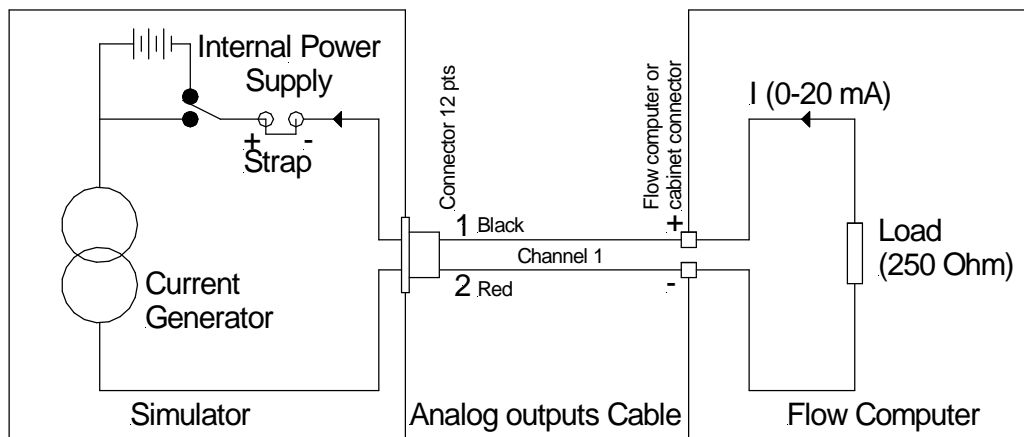 Internal Power
Supply
+
-
Strap
Current
Generator
Simulator
Connector 12 pts
1 Black
Channel 1
2 Red
Analog outputs Cable
Flow computer or
cabinet connector
+
-
I (0-20 mA)
Load
(250 Ohm)
Flow Computer